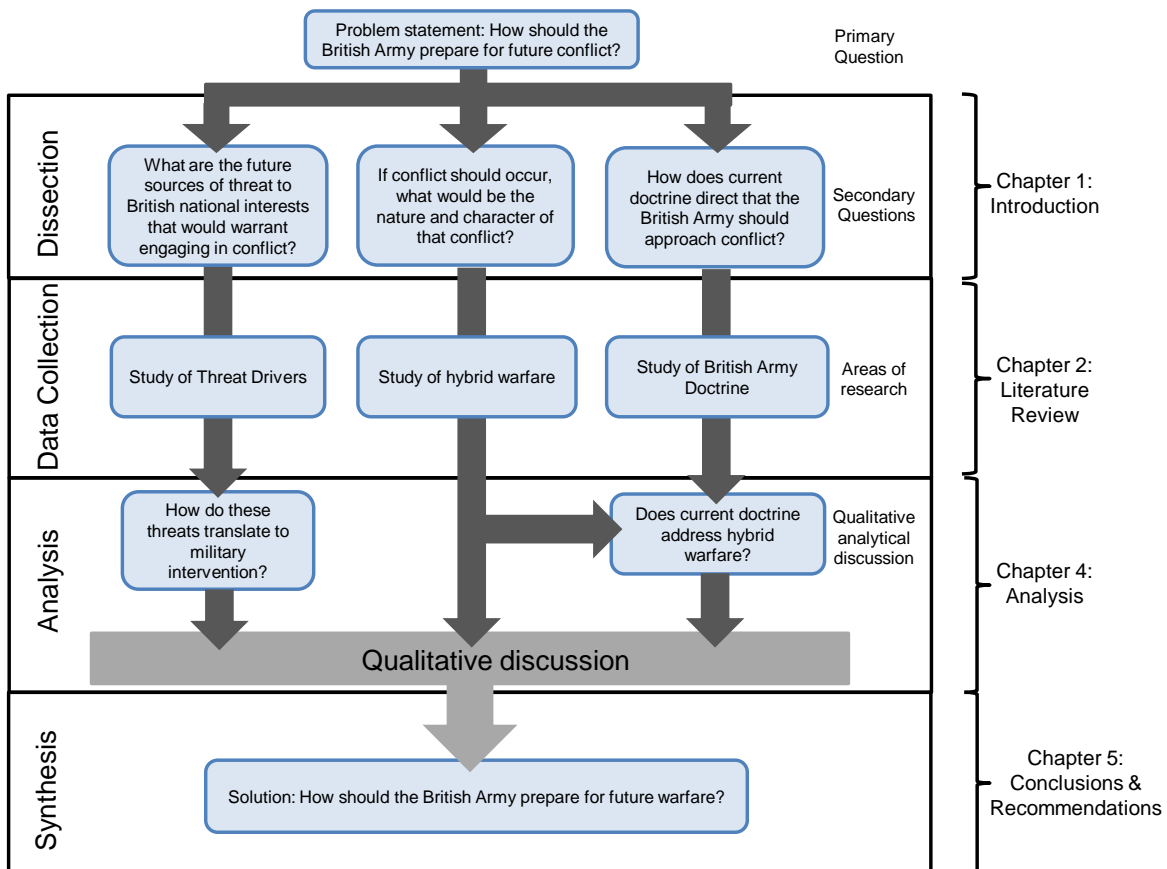 Problem statement: How should the
British Army prepare for future conflict?
Primary
Question
Dissection
What are the future
sources of threat to
British national interests
that would warrant
engaging in conflict?
If conflict should occur,
what would be the
nature and character of
that conflict?
How does current
doctrine direct that the
British Army should
approach conflict?
Secondary
Questions
Chapter 1:
Introduction
Data Collection
Study of Threat Drivers
Study of hybrid warfare
Study of British Army
Doctrine
Areas of
research
Chapter 2:
Literature
Review
Analysis
How do these
threats translate to
military
intervention?
Does current doctrine
address hybrid
warfare?
Qualitative
analytical
discussion
Chapter 4:
Analysis
Qualitative discussion
Synthesis
Solution: How should the British Army prepare for future warfare?
Chapter 5:
Conclusions &
Recommendations